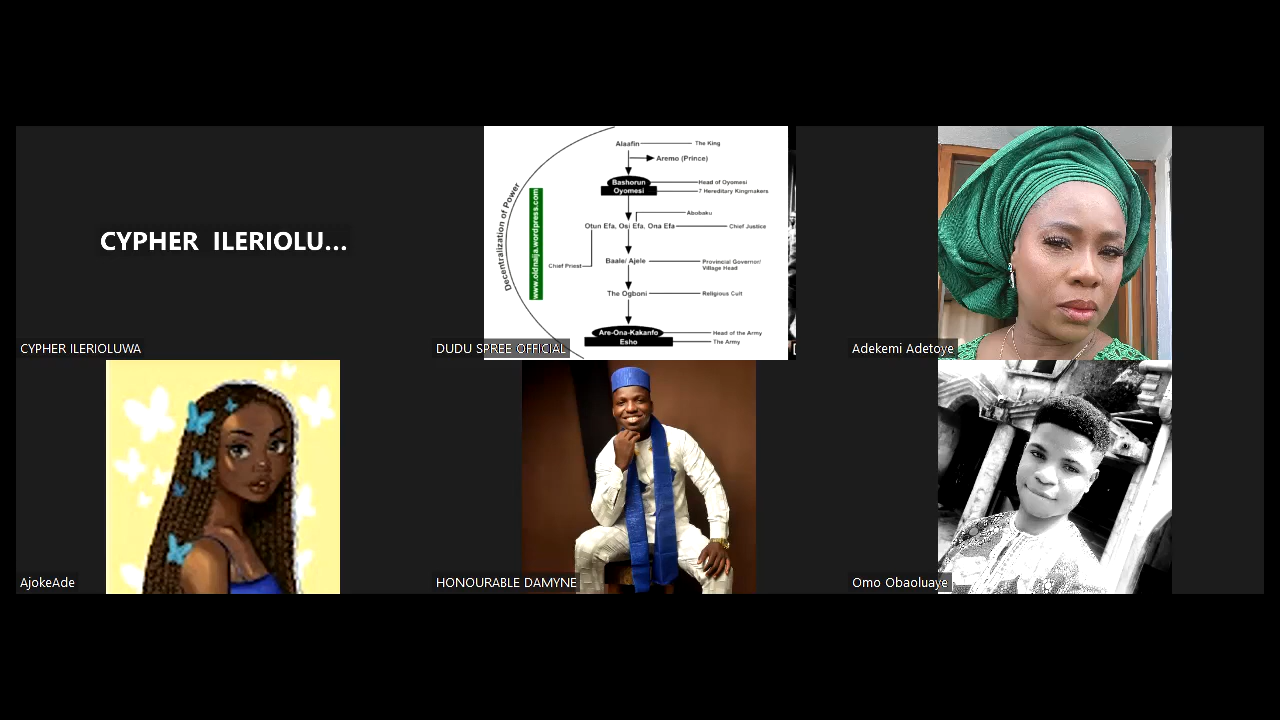 CYPHER ILERIOLU...
YPHER ILERIOLUWA
Decentralization of Power
www.oldnaija.wordpress.com
Alaafin
The King
Aremo (Prince)
Bashorun
Oyomesi
Head of Oyomesi
7 Hereditary Kingmakers
Abobaku
Otun Efa, Osi Efa, Ona Efa
Chief Justice
Chief Priest
Baale/ Ajele
Provincial Governor/
Village Head
The Ogboni
Religious Cult
Are-Ona-Kakanfo
Esho
Head of the Army
The Army
DUDU SPREE OFFICIAL
Adekemi Adetoye
AjokeAde
HONOURABLE DAMYNE
Omo Obaoluaye